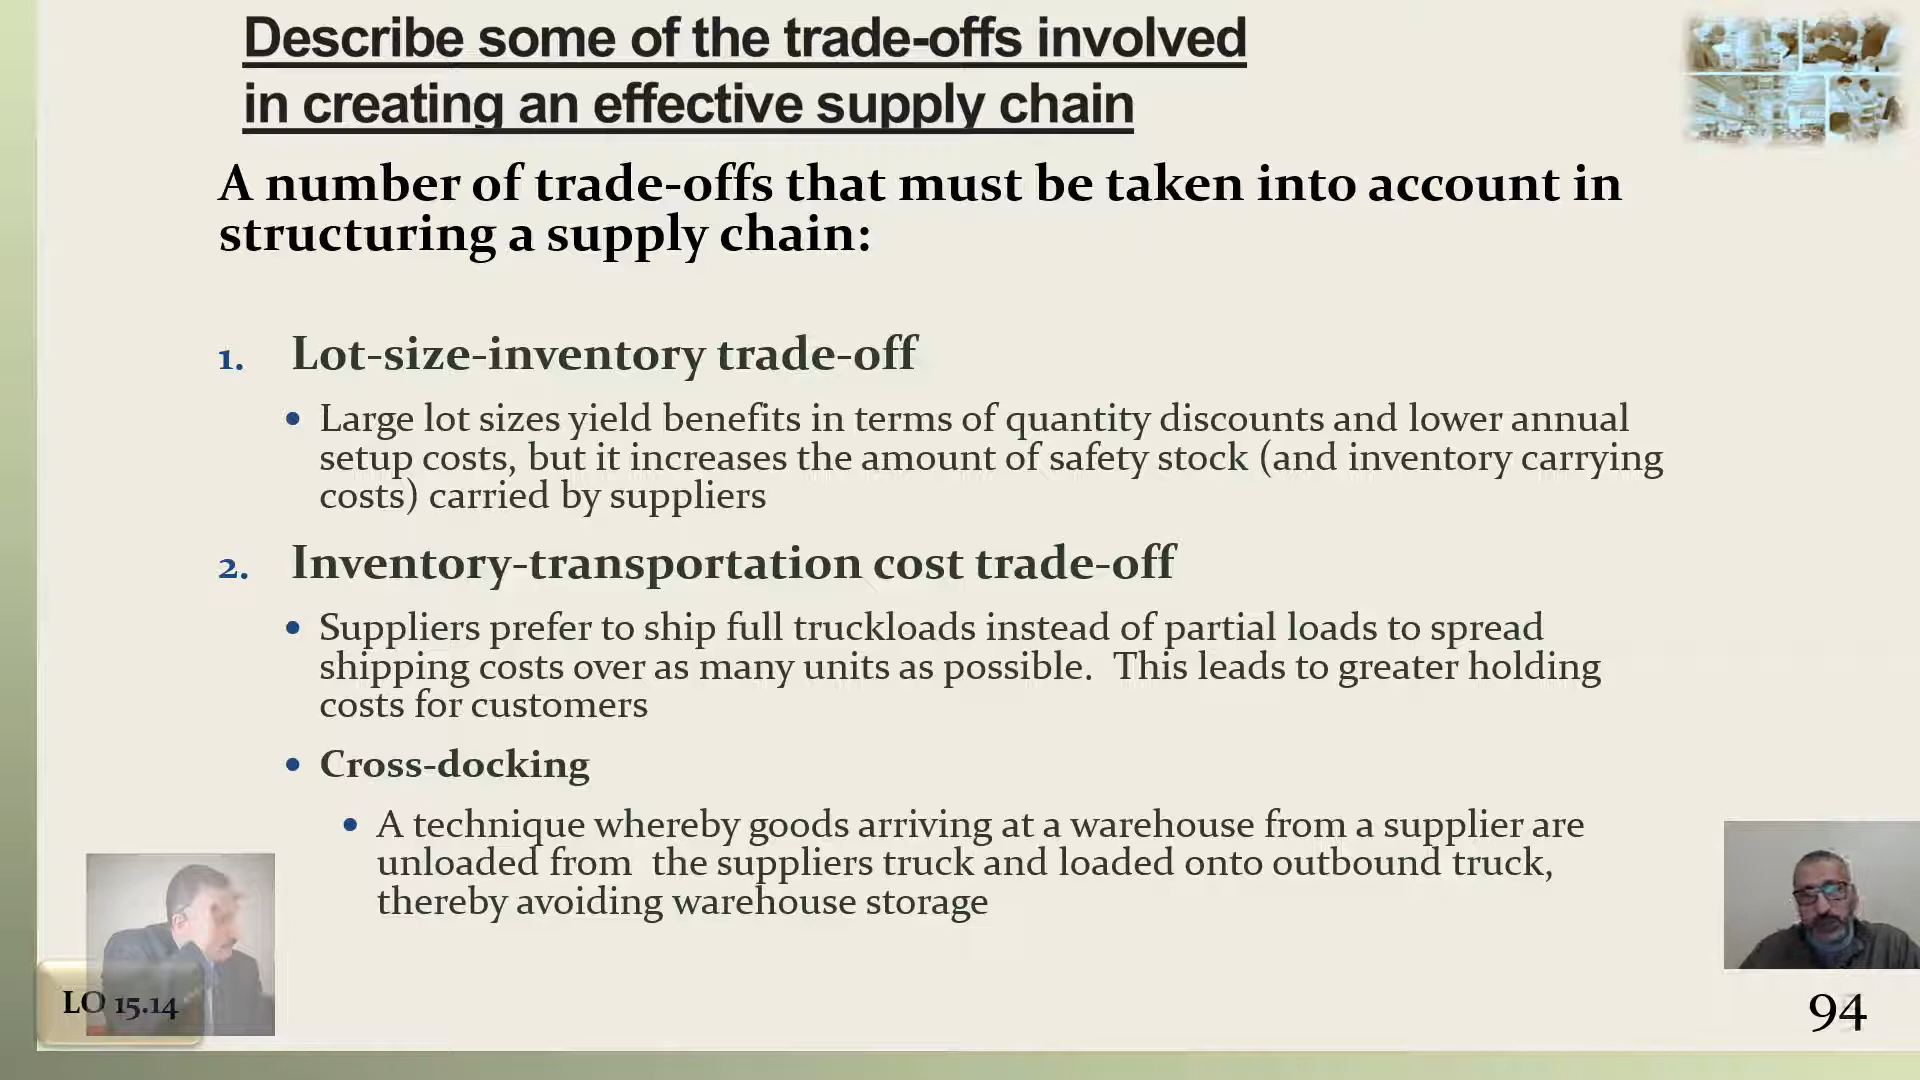 Describe some of the trade-offs involved
in creating an effective supply chain
A number of trade-offs that must be taken into account in
structuring a supply chain:
1. Lot-size-inventory trade-off
• Large lot sizes yield benefits in terms of quantity discounts and lower annual
setup costs, but it increases the amount of safety stock (and inventory carrying
costs) carried by suppliers
2. Inventory-transportation cost trade-off
• Suppliers prefer to ship full truckloads instead of partial loads to spread
shipping costs over as many units as possible.  This leads to greater holding
costs for customers
• Cross-docking
• A technique whereby goods arriving at a warehouse from a supplier are
unloaded from  the suppliers truck and loaded onto outbound truck,
thereby avoiding warehouse storage
LO 15.14
94